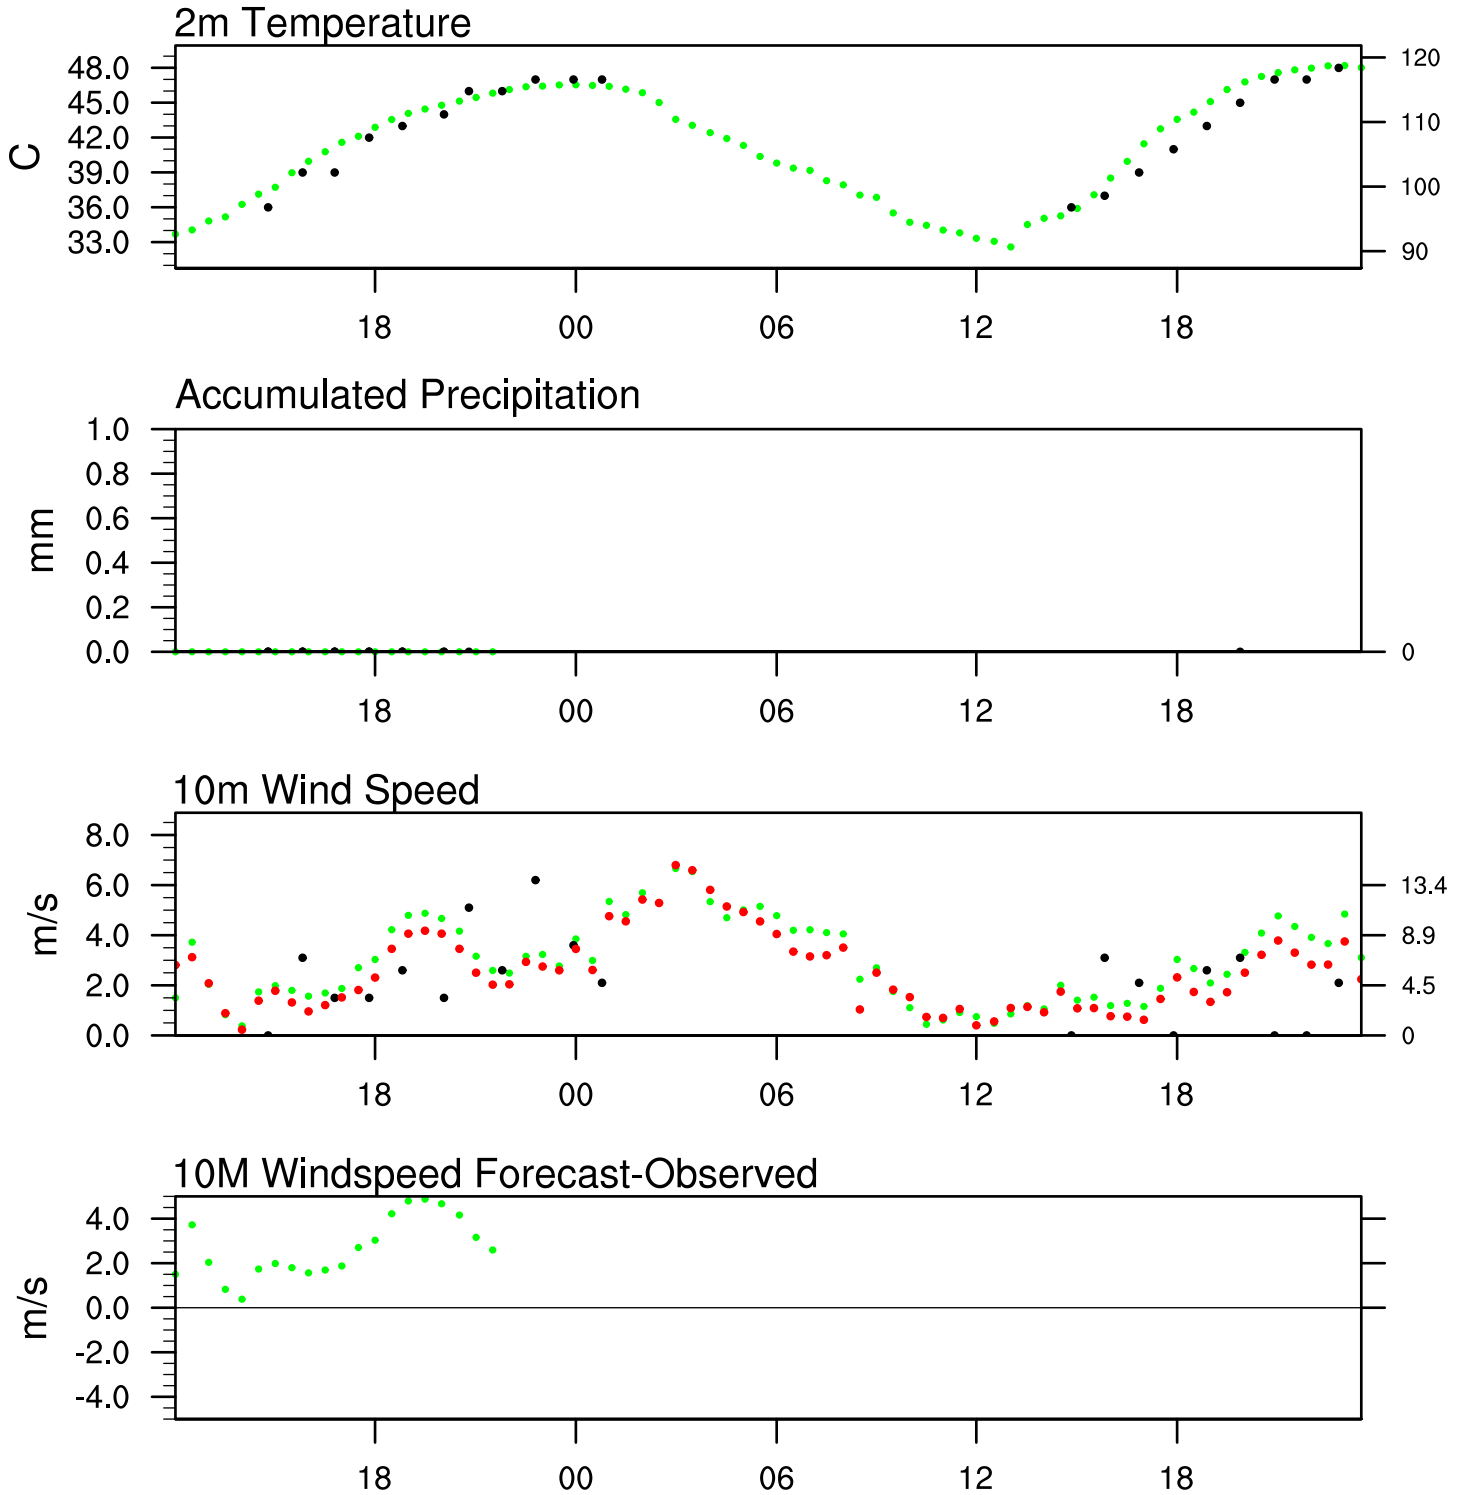 2m Temperature
48.0
45.0
42.0
39.0
36.0
33.0
C
120
110
100
90
18 00 06 12 18
Accumulated Precipitation
1.0
0.8
0.6
0.4
0.2
0.0
mm
0
18 00 06 12 18
10m Wind Speed
8.0
6.0
4.0
2.0
0.0
m/s
13.4
8.9
4.5
0
18 00 06 12 18
10M Windspeed Forecast-Observed
4.0
2.0
0.0
-2.0
-4.0
m/s
18 00 06 12 18